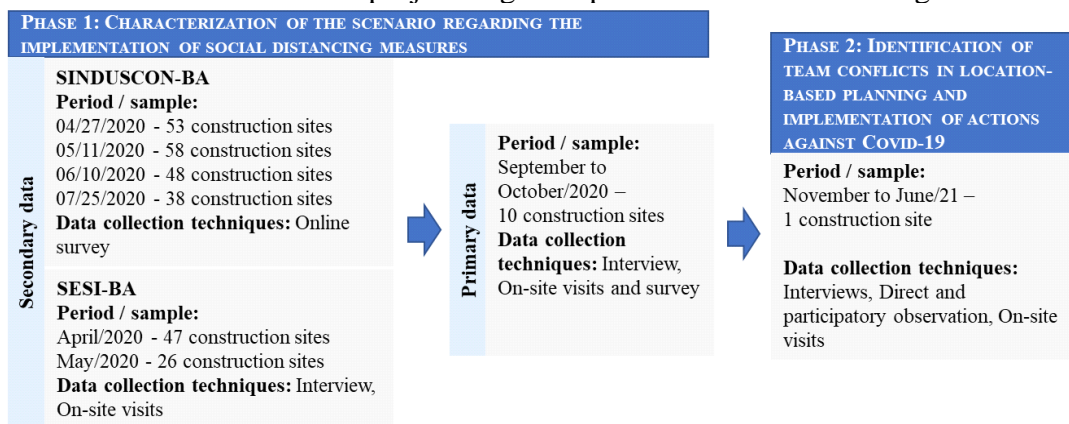 PHASE 1: CHARACTERIZATION OF THE SCENARIO REGARDING THE
IMPLEMENTATION OF SOCIAL DISTANCING MEASURES
Secondary data
SINDUSCON-BA
Period / sample:
04/27/2020 - 53 construction sites
05/11/2020 - 58 construction sites
06/10/2020 - 48 construction sites
07/25/2020 - 38 construction sites
Data collection techniques: Online
survey
SESI-BA
Period / sample:
April/2020 - 47 construction sites
May/2020 - 26 construction sites
Data collection techniques: Interview,
On-site visits
Primary data
Period / sample:
September to
October/2020 –
10 construction sites
Data collection
techniques: Interview,
On-site visits and survey
PHASE 2: IDENTIFICATION OF
TEAM CONFLICTS IN LOCATION-
BASED PLANNING AND
IMPLEMENTATION OF ACTIONS
AGAINST COVID-19
Period / sample:
November to June/21 –
1 construction site
Data collection techniques:
Interviews, Direct and
participatory observation, On-site
visits